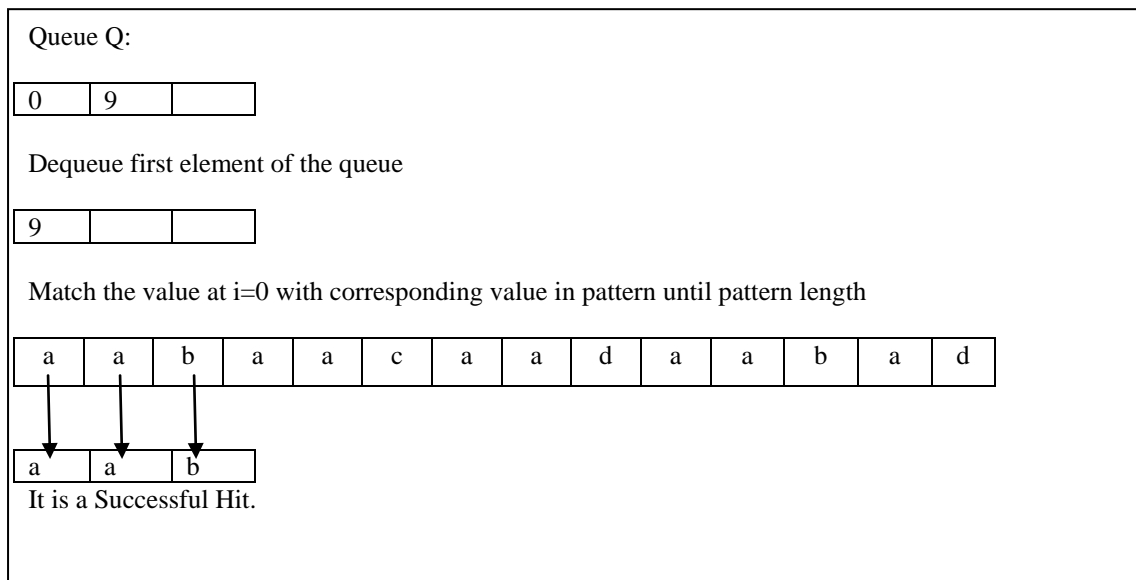 Queue Q:
0 9
Dequeue first element of the queue
9
Match the value at i=0 with corresponding value in pattern until pattern length
a a b a a c a a d a a b a d
a a b
It is a Successful Hit.